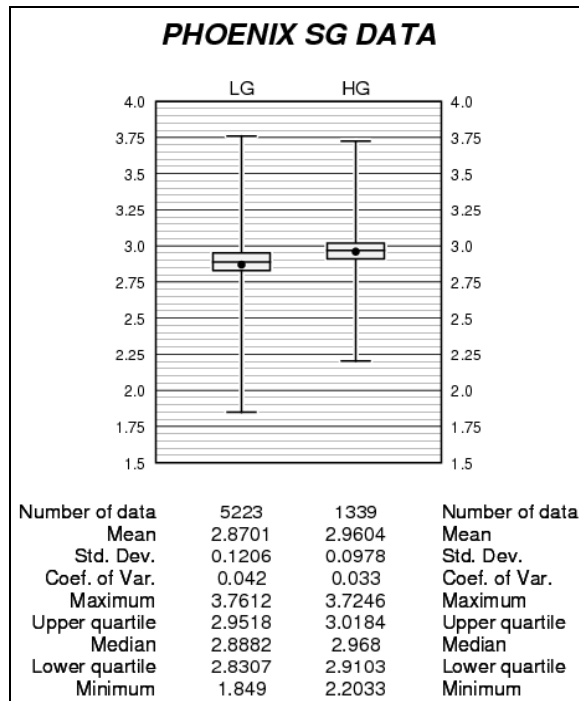 PHOENIX SG DATA
LG HG
4.0 4.0
3.75 3.75
3.5 3.5
3.25 3.25
3.0 3.0
2.75 2.75
2.5 2.5
2.25 2.25
2.0 2.0
1.75 1.75
1.5 1.5
Number of data 5223 1339 Number of data
Mean 2.8701 2.9604 Mean
Std. Dev. 0.1206 0.0978 Std. Dev.
Coef. of Var. 0.042 0.033 Coef. of Var.
Maximum 3.7612 3.7246 Maximum
Upper quartile 2.9518 3.0184 Upper quartile
Median 2.8882 2.968 Median
Lower quartile 2.8307 2.9103 Lower quartile
Minimum 1.849 2.2033 Minimum